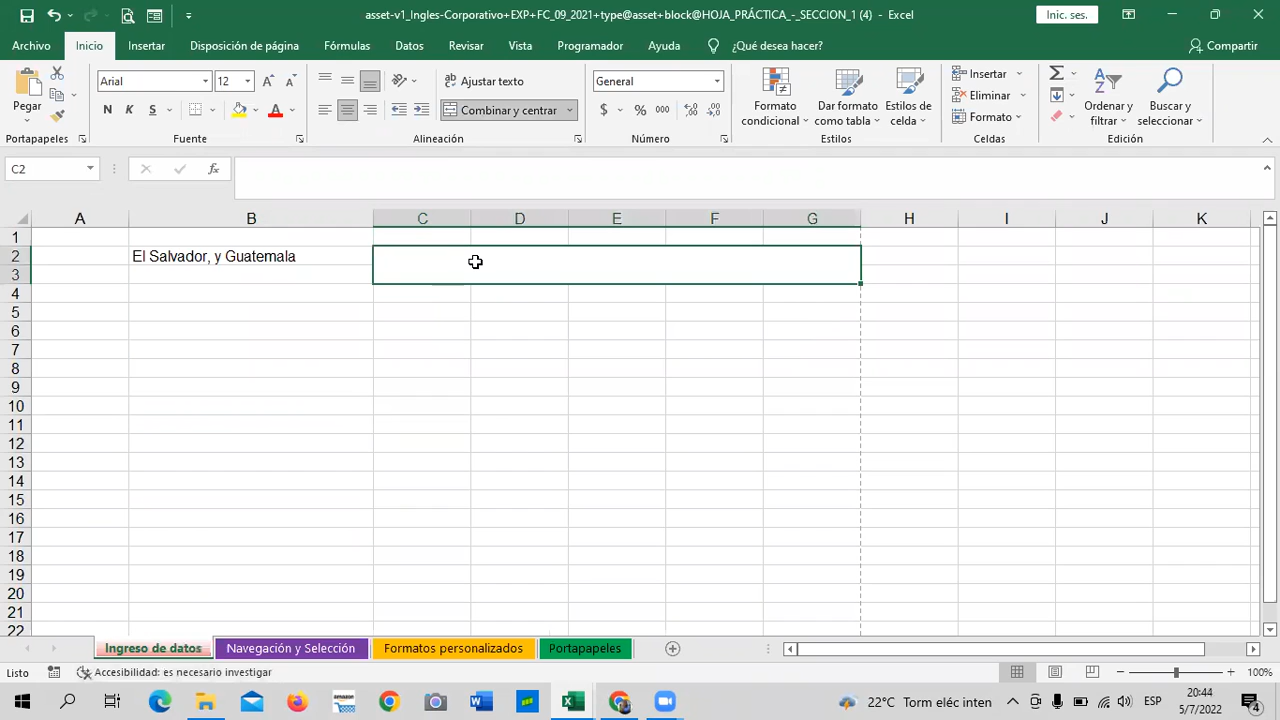 asset-v1_Ingles-Corporativo+EXP+FC_09_2021+type@asset+block@HOJA_PRÁCTICA_-_SECCION_1 (4) - Excel
Inic. ses.
Archivo Inicio Insertar Disposición de página Fórmulas Datos Revisar Vista Programador Ayuda ¿Qué desea hacer? Compartir
Pegar
Portapapeles
Arial 12
N K S
Fuente
Ajustar texto
Combinar y centrar
Alineación
General
$ % 000
Número
Formato condicional
Dar formato como tabla
Estilos de celda
Estilos
Insertar
Eliminar
Formato
Celdas
Ordenar y filtrar
Buscar y seleccionar
Edición
C2 fx
A B C D E F G H I J K
1
2 El Salvador, y Guatemala
3
4
5
6
7
8
9
10
11
12
13
14
15
16
17
18
19
20
21
22
Ingreso de datos Navegación y Selección Formatos personalizados Portapapeles
Listo Accesibilidad: es necesario investigar 100%
22°C Torm eléc inten ESP 20:44
5/7/2022
4